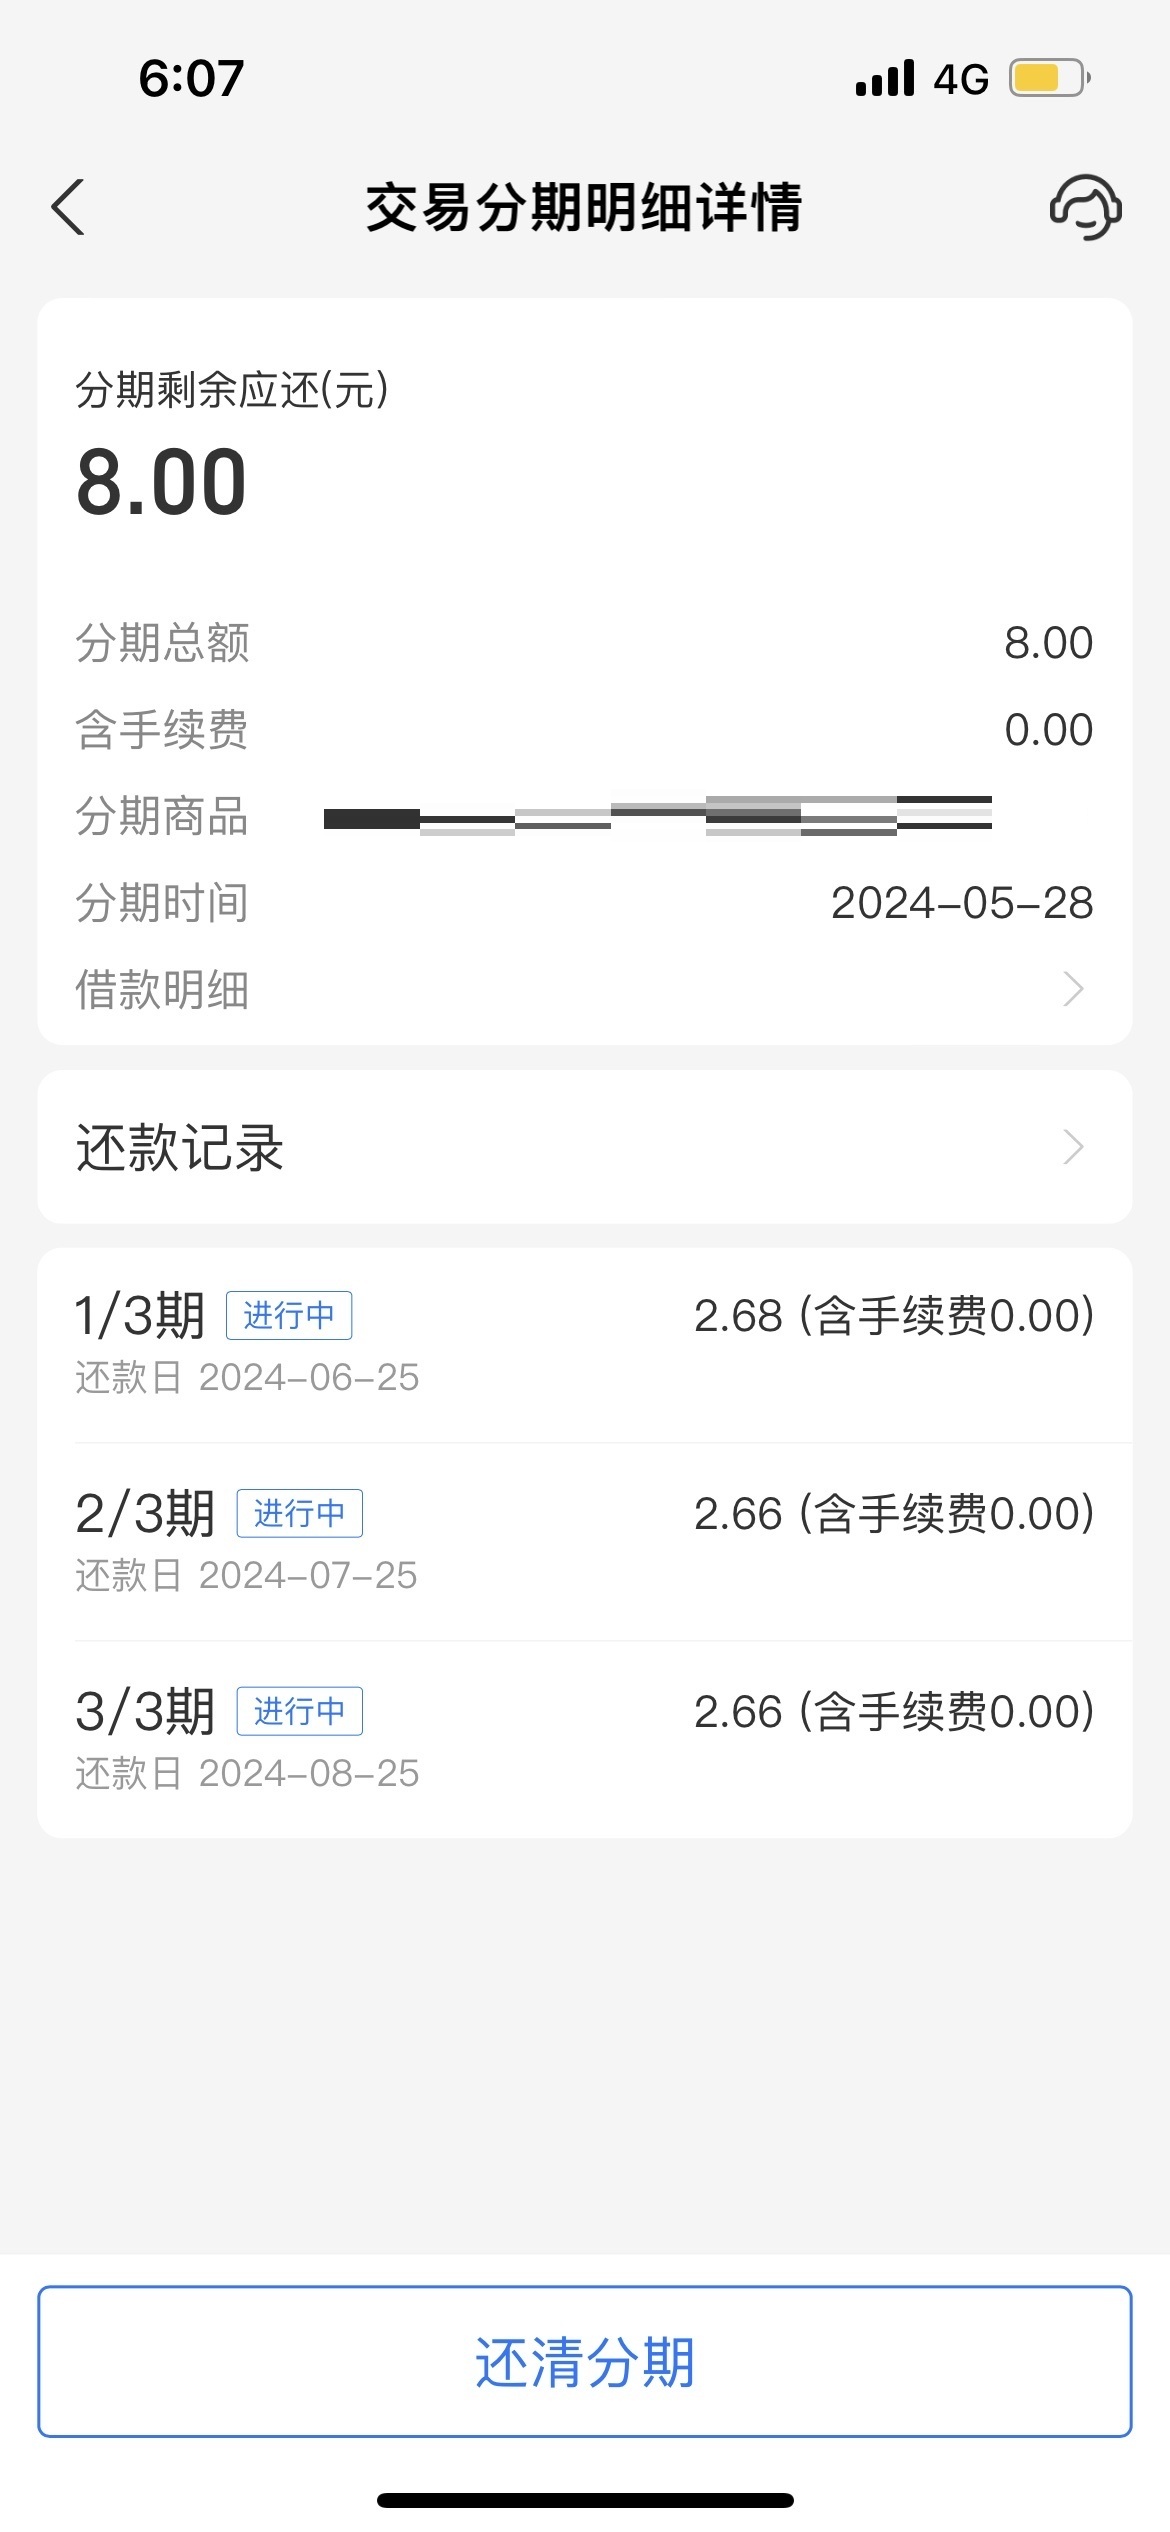 6:07 4G
交易分期明细详情
分期剩余应还(元)
8.00
分期总额 8.00
含手续费 0.00
分期商品
分期时间 2024-05-28
借款明细
还款记录
1/3期 进行中 2.68 (含手续费0.00)
还款日 2024-06-25
2/3期 进行中 2.66 (含手续费0.00)
还款日 2024-07-25
3/3期 进行中 2.66 (含手续费0.00)
还款日 2024-08-25
还清分期